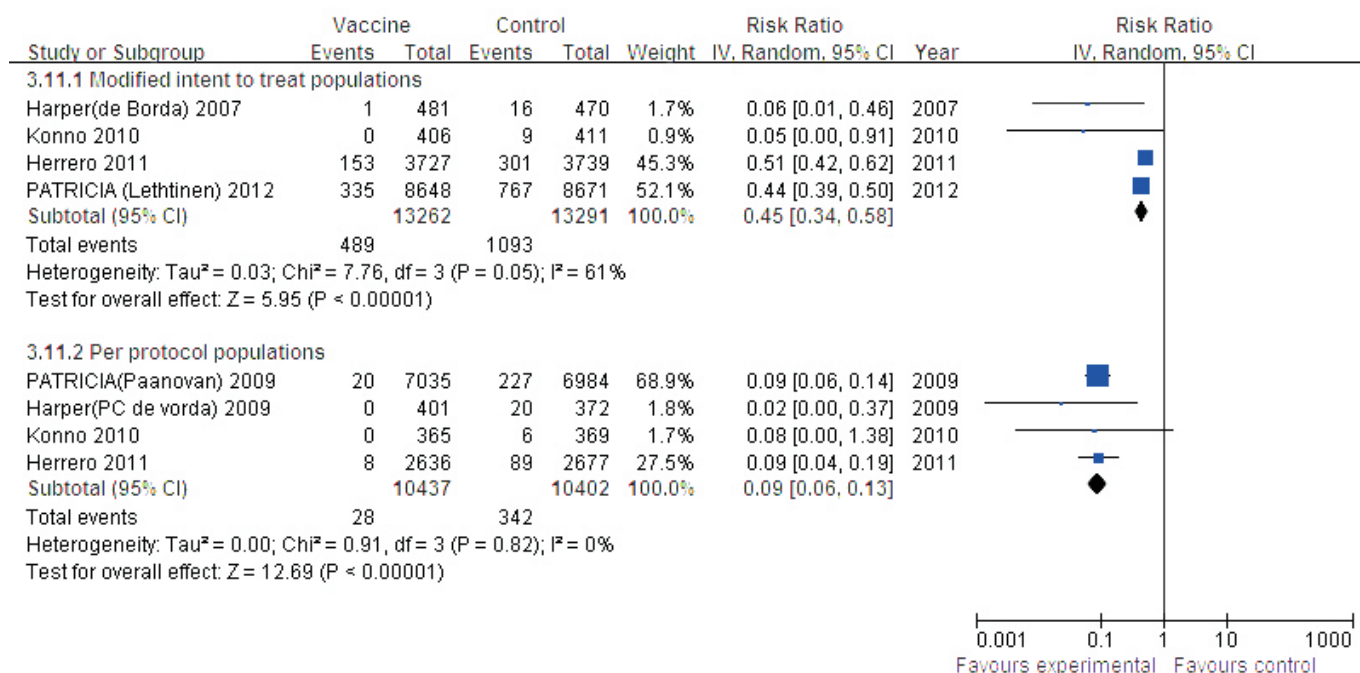 Vaccine Control Risk Ratio Risk Ratio
Study or Subgroup Events Total Events Total Weight IV, Random, 95% CI Year IV, Random, 95% CI
3.11.1 Modified intent to treat populations
Harper(de Borda) 2007 1 481 16 470 1.7% 0.06 [0.01, 0.46] 2007
Konno 2010 0 406 9 411 0.9% 0.05 [0.00, 0.91] 2010
Herrero 2011 153 3727 301 3739 45.3% 0.51 [0.42, 0.62] 2011
PATRICIA (Lethtinen) 2012 335 8648 767 8671 52.1% 0.44 [0.39, 0.50] 2012
Subtotal (95% CI) 13262 13291 100.0% 0.45 [0.34, 0.58]
Total events 489 1093
Heterogeneity: Tau² = 0.03; Chi² = 7.76, df = 3 (P = 0.05); I² = 61%
Test for overall effect: Z = 5.95 (P < 0.00001)
3.11.2 Per protocol populations
PATRICIA(Paanovan) 2009 20 7035 227 6984 68.9% 0.09 [0.06, 0.14] 2009
Harper(PC de vorda) 2009 0 401 20 372 1.8% 0.02 [0.00, 0.37] 2009
Konno 2010 0 365 6 369 1.7% 0.08 [0.00, 1.38] 2010
Herrero 2011 8 2636 89 2677 27.5% 0.09 [0.04, 0.19] 2011
Subtotal (95% CI) 10437 10402 100.0% 0.09 [0.06, 0.13]
Total events 28 342
Heterogeneity: Tau² = 0.00; Chi² = 0.91, df = 3 (P = 0.82); I² = 0%
Test for overall effect: Z = 12.69 (P < 0.00001)
0.001 0.1 1 10 1000
Favours experimental Favours control